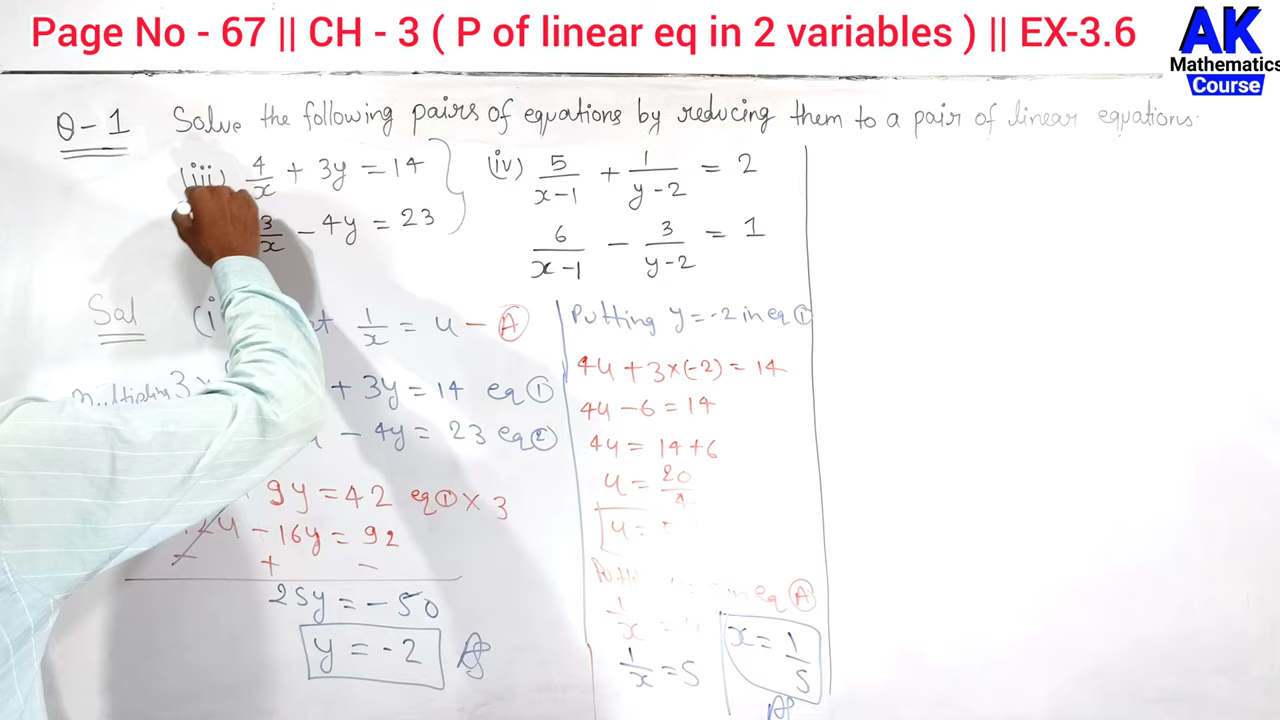 Page No - 67 || CH - 3 ( P of linear eq in 2 variables ) || EX-3.6
AK
Mathematics
Course
Q-1 Solve the following pairs of equations by reducing them to a pair of linear equations.
(iii) 4/x + 3y = 14
3/x - 4y = 23
(iv) 5/(x-1) + 1/(y-2) = 2
6/(x-1) - 3/(y-2) = 1
Sol (i 1/x = u - A
3 × + 3y = 14 eq ①
- 4y = 23 eq ②
9y = 42 eq ① × 3
u - 16y = 92
+ -
25y = -50
y = -2
Putting y = -2 in eq ①
4u + 3×(-2) = 14
4u - 6 = 14
4u = 14 + 6
u = 20/4
u =
in eq A
1/x =
1/x = 5
x = 1/5